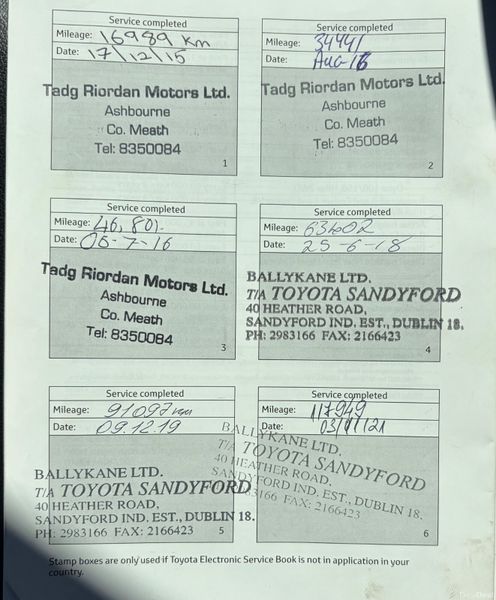 Service completed
Mileage: 16989 km
Date: 17/12/15
Tadg Riordan Motors Ltd.
Ashbourne
Co. Meath
Tel: 8350084
1
Service completed
Mileage: 34441
Date: Aug-16
Tadg Riordan Motors Ltd.
Ashbourne
Co. Meath
Tel: 8350084
2
Service completed
Mileage: 46,801.
Date: 06-7-16
Tadg Riordan Motors Ltd.
Ashbourne
Co. Meath
Tel: 8350084
3
Service completed
Mileage: 63602
Date: 25-6-18
BALLYKANE LTD.
T/A TOYOTA SANDYFORD
40 HEATHER ROAD,
SANDYFORD IND. EST., DUBLIN 18.
PH: 2983166 FAX: 2166423
4
Service completed
Mileage: 91097 km
Date: 09.12.19
BALLYKANE LTD.
T/A TOYOTA SANDYFORD
40 HEATHER ROAD,
SANDYFORD IND. EST., DUBLIN 18.
PH: 2983166 FAX: 2166423
5
Service completed
Mileage: 117949
Date: 03/11/21
BALLYKANE LTD.
T/A TOYOTA SANDYFORD
40 HEATHER ROAD,
SANDYFORD IND. EST., DUBLIN 18.
PH: 2983166 FAX: 2166423
6
Stamp boxes are only used if Toyota Electronic Service Book is not in application in your
country.